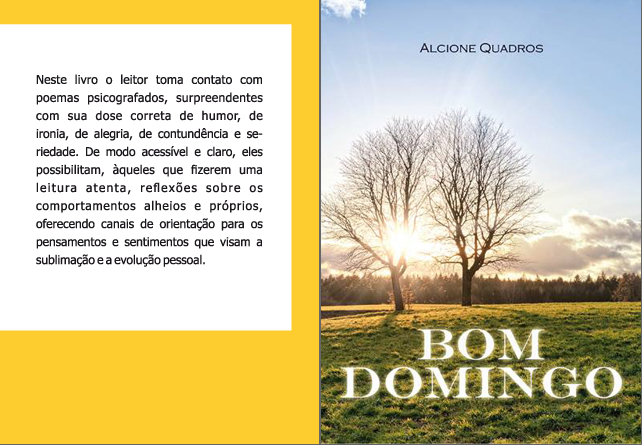 Neste livro o leitor toma contato com
poemas psicografados, surpreendentes
com sua dose correta de humor, de
ironia, de alegria, de contundência e se-
riedade. De modo acessível e claro, eles
possibilitam, àqueles que fizerem uma
leitura atenta, reflexões sobre os
comportamentos alheios e próprios,
oferecendo canais de orientação para os
pensamentos e sentimentos que visam a
sublimação e a evolução pessoal.
Alcione Quadros
BOM
DOMINGO